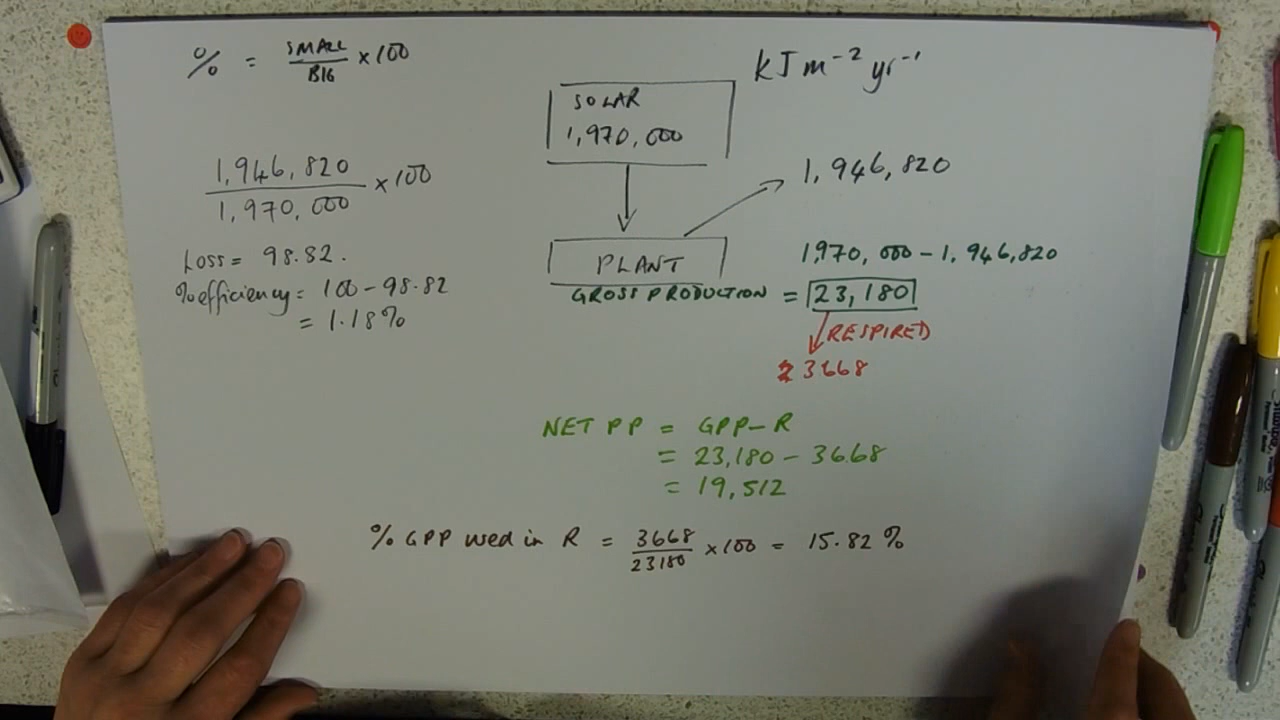 % = SMALL/BIG × 100
kJ m⁻² yr⁻¹
SOLAR
1,970,000
1,946,820/1,970,000 × 100
1,946,820
PLANT
GROSS PRODUCTION
1,970,000 – 1,946,820
= 23,180
RESPIRED
3668
Loss = 98.82.
% efficiency = 100 – 98.82
= 1.18%
NET PP = GPP – R
= 23,180 – 3668
= 19,512
% GPP used in R = 3668/23180 × 100 = 15.82 %